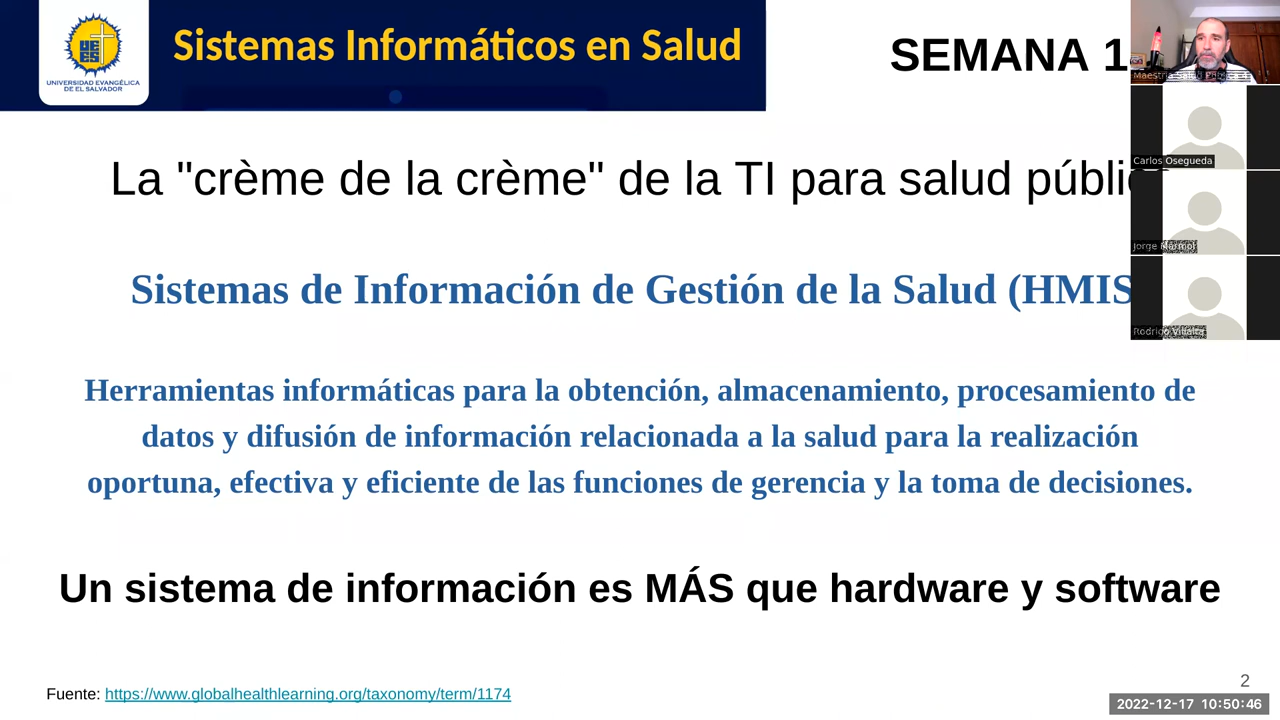 Sistemas Informáticos en Salud
SEMANA 1
UNIVERSIDAD EVANGÉLICA
DE EL SALVADOR
La "crème de la crème" de la TI para salud
Carlos Osegueda
Jorge
Sistemas de Información de Gestión de la Salud (HMIS
Rodrigo
Herramientas informáticas para la obtención, almacenamiento, procesamiento de
datos y difusión de información relacionada a la salud para la realización
oportuna, efectiva y eficiente de las funciones de gerencia y la toma de decisiones.
Un sistema de información es MÁS que hardware y software
Fuente: https://www.globalhealthlearning.org/taxonomy/term/1174
2
2022-12-17 10:50:46